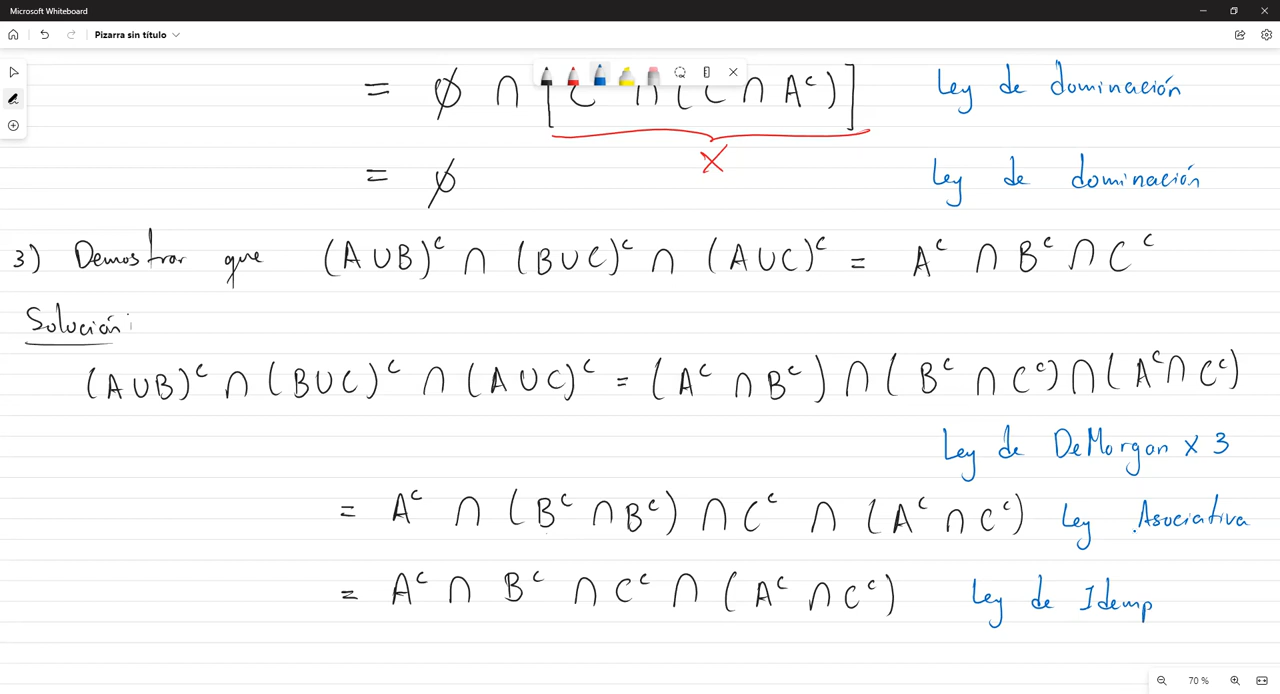 Microsoft Whiteboard
Pizarra sin título
= ∅ ∩ [C ∩ (C ∩ Aᶜ)] Ley de dominación
X
= ∅ Ley de dominación
3) Demostrar que (A∪B)ᶜ ∩ (B∪C)ᶜ ∩ (A∪C)ᶜ = Aᶜ ∩ Bᶜ ∩ Cᶜ
Solución:
(A∪B)ᶜ ∩ (B∪C)ᶜ ∩ (A∪C)ᶜ = (Aᶜ ∩ Bᶜ) ∩ (Bᶜ ∩ Cᶜ) ∩ (Aᶜ ∩ Cᶜ)
Ley de DeMorgan x 3
= Aᶜ ∩ (Bᶜ ∩ Bᶜ) ∩ Cᶜ ∩ (Aᶜ ∩ Cᶜ) Ley Asociativa
= Aᶜ ∩ Bᶜ ∩ Cᶜ ∩ (Aᶜ ∩ Cᶜ) Ley de Idemp
70 %